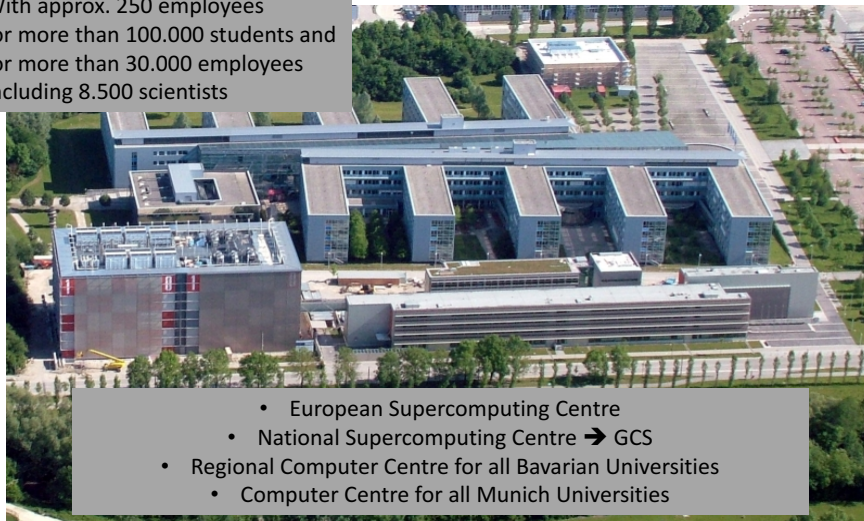 With approx. 250 employees
or more than 100.000 students and
or more than 30.000 employees
ncluding 8.500 scientists
• European Supercomputing Centre
• National Supercomputing Centre ➔ GCS
• Regional Computer Centre for all Bavarian Universities
• Computer Centre for all Munich Universities